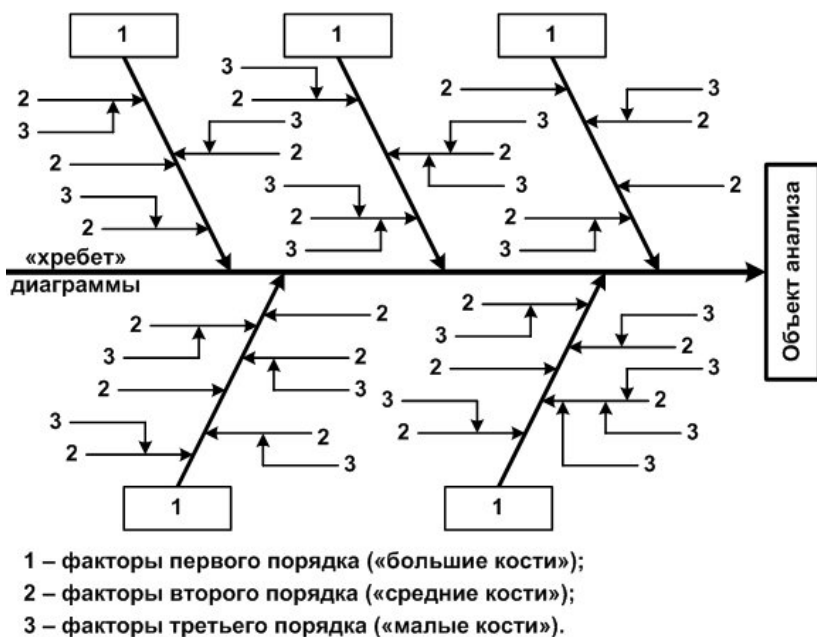 1 1 1
3
2 2 2 3
3 3 3 2
2 2 2
3 3 3 2
2 2 2
3 3
«хребет»
диаграммы
Объект анализа
2 2
2 3 3
3 2 2 2
2 3 2 3
3 3 2
2 2 2 3
3 3
1 1
1 – факторы первого порядка («большие кости»);
2 – факторы второго порядка («средние кости»);
3 – факторы третьего порядка («малые кости»).